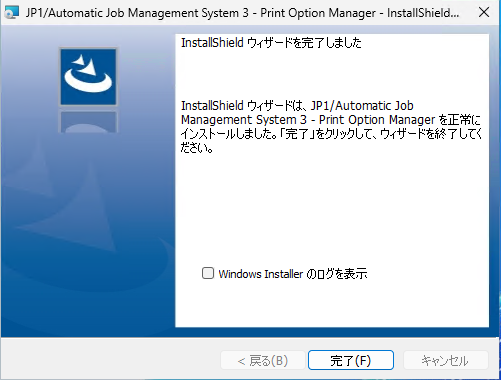 JP1/Automatic Job Management System 3 - Print Option Manager - InstallShield...
InstallShield ウィザードを完了しました
InstallShield ウィザードは、JP1/Automatic Job
Management System 3 - Print Option Manager を正常に
インストールしました。「完了」をクリックして、ウィザードを終了してく
ださい。
Windows Installer のログを表示
< 戻る(B)
完了(F)
キャンセル